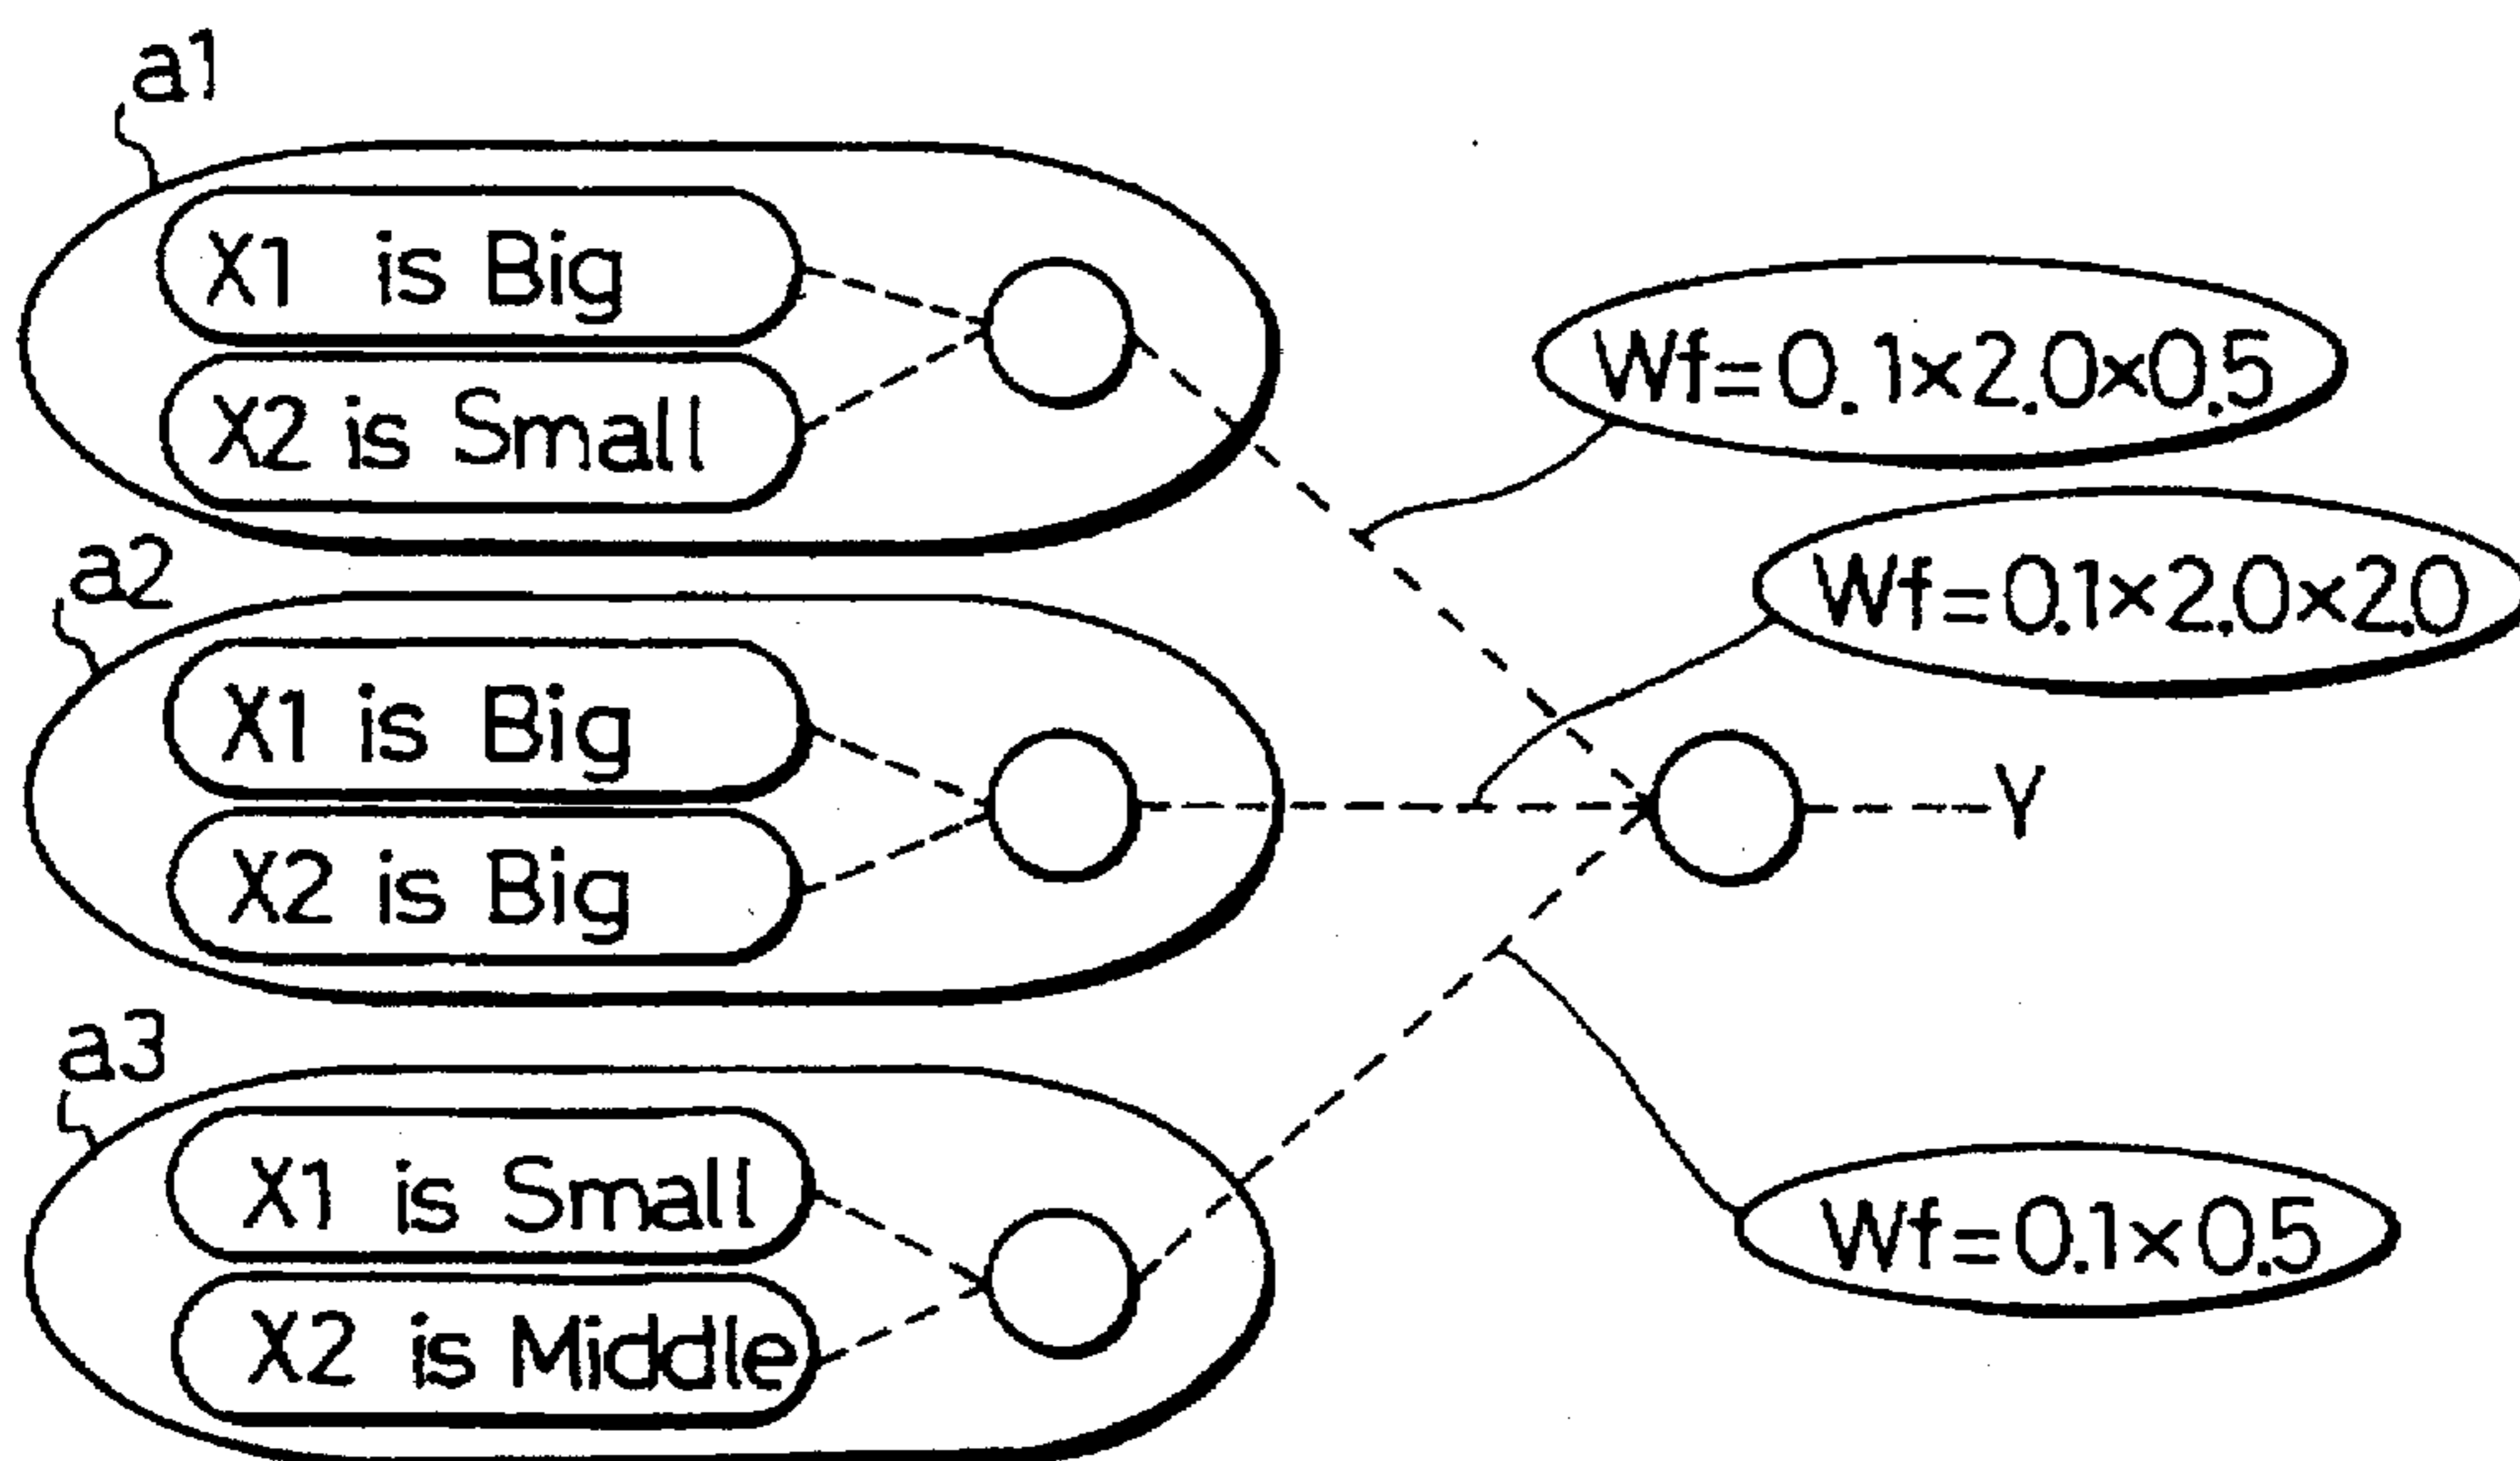 a1
X1 is Big
X2 is Small
Wf=0.1×2.0×0.5
a2
Wf=0.1×2.0×2.0
X1 is Big
X2 is Big
Y
a3
X1 is Small
X2 is Middle
Wf=0.1×0.5